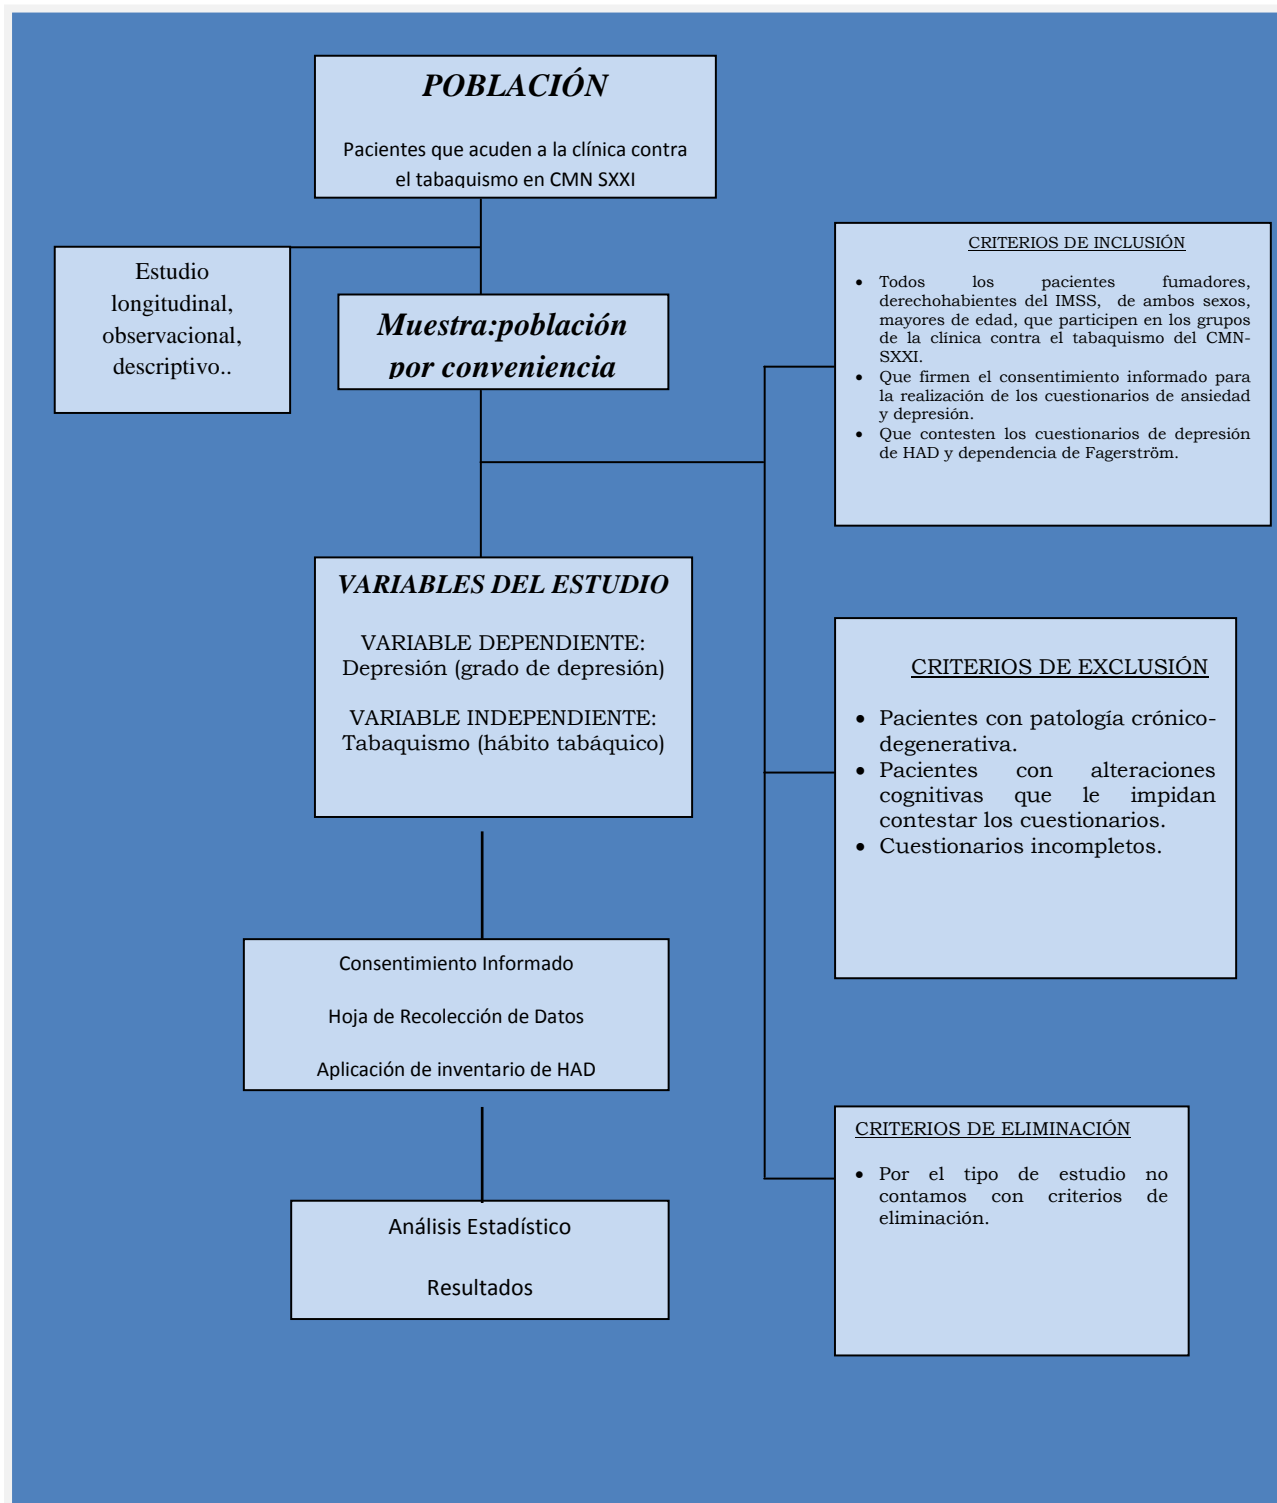 POBLACIÓN
Pacientes que acuden a la clínica contra
el tabaquismo en CMN SXXI
Estudio
longitudinal,
observacional,
descriptivo..
Muestra:población
por conveniencia
CRITERIOS DE INCLUSIÓN
• Todos los pacientes fumadores,
derechohabientes del IMSS, de ambos sexos,
mayores de edad, que participen en los grupos
de la clínica contra el tabaquismo del CMN-
SXXI.
• Que firmen el consentimiento informado para
la realización de los cuestionarios de ansiedad
y depresión.
• Que contesten los cuestionarios de depresión
de HAD y dependencia de Fagerström.
VARIABLES DEL ESTUDIO
VARIABLE DEPENDIENTE:
Depresión (grado de depresión)
VARIABLE INDEPENDIENTE:
Tabaquismo (hábito tabáquico)
CRITERIOS DE EXCLUSIÓN
• Pacientes con patología crónico-
degenerativa.
• Pacientes con alteraciones
cognitivas que le impidan
contestar los cuestionarios.
• Cuestionarios incompletos.
Consentimiento Informado
Hoja de Recolección de Datos
Aplicación de inventario de HAD
CRITERIOS DE ELIMINACIÓN
• Por el tipo de estudio no
contamos con criterios de
eliminación.
Análisis Estadístico
Resultados